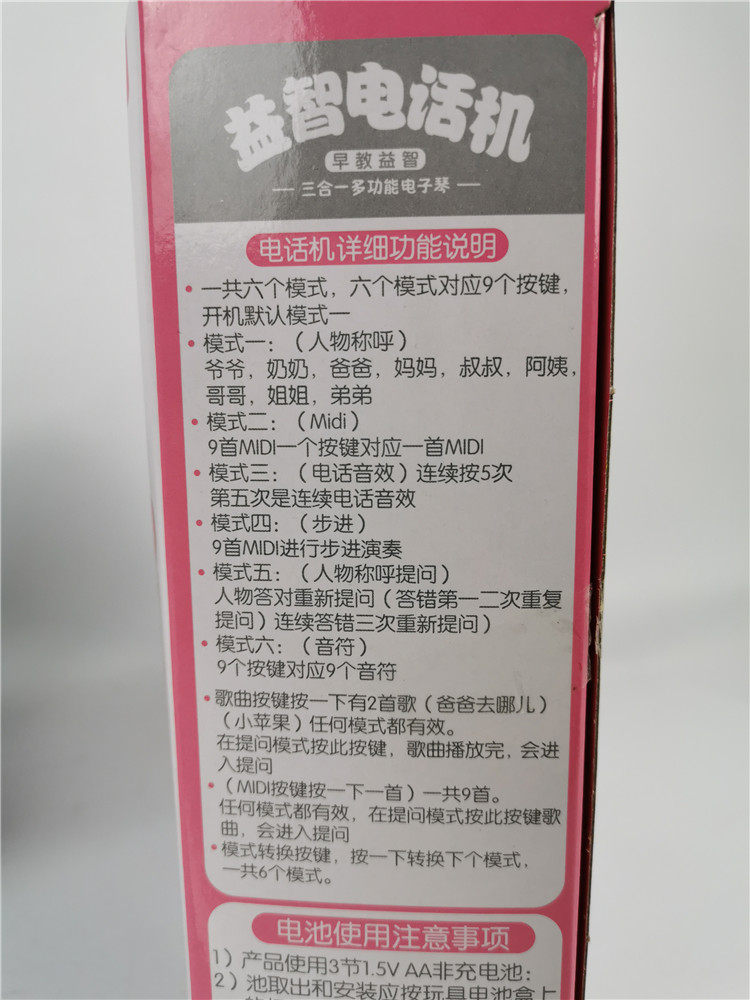 益智电话机
早教益智
三合一多功能电子琴
电话机详细功能说明
•一共六个模式，六个模式对应9个按键，
开机默认模式一
•模式一：（人物称呼）
爷爷，奶奶，爸爸，妈妈，叔叔，阿姨，
哥哥，姐姐，弟弟
•模式二：（Midi）
9首MIDI一个按键对应一首MIDI
•模式三：（电话音效）连续按5次
第五次是连续电话音效
•模式四：（步进）
9首MIDI进行步进演奏
•模式五：（人物称呼提问）
人物答对重新提问（答错第一二次重复
提问）连续答错三次重新提问）
•模式六：（音符）
9个按键对应9个音符
•歌曲按键按一下有2首歌（爸爸去哪儿）
（小苹果）任何模式都有效。
在提问模式按此按键，歌曲播放完，会进
入提问
•（MIDI按键按一下一首）一共9首。
任何模式都有效，在提问模式按此按键歌
曲，会进入提问
•模式转换按键，按一下转换下个模式，
一共6个模式。
电池使用注意事项
1）产品使用3节1.5V AA非充电池：
2）池取出和安装应按玩具电池盒上